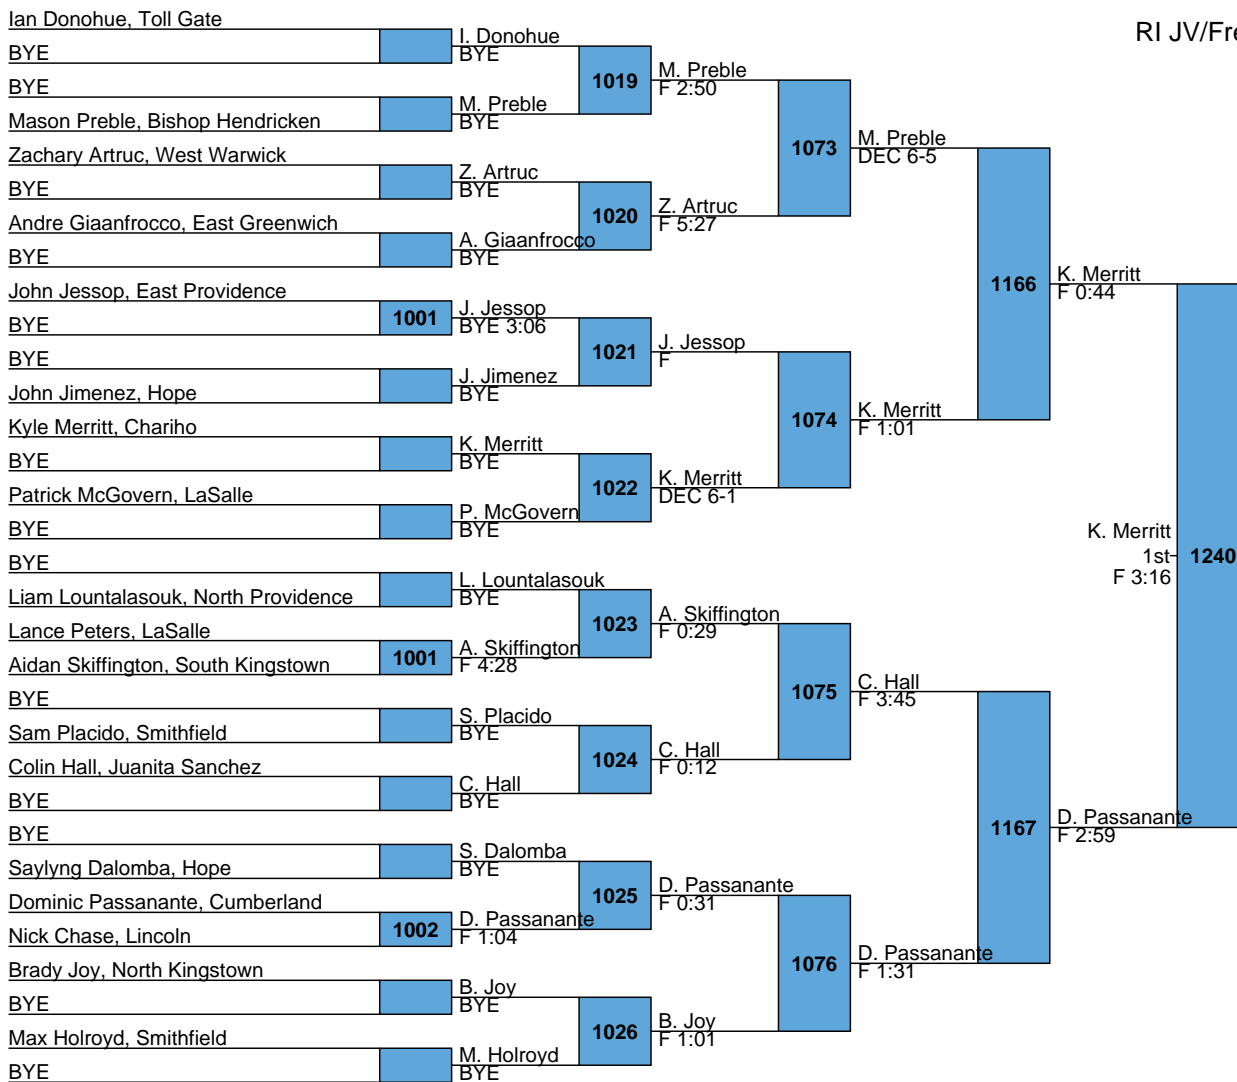 RI JV/Fre
Ian Donohue, Toll Gate
BYE
BYE
Mason Preble, Bishop Hendricken
Zachary Artruc, West Warwick
BYE
Andre Giaanfrocco, East Greenwich
BYE
John Jessop, East Providence
BYE
BYE
John Jimenez, Hope
Kyle Merritt, Chariho
BYE
Patrick McGovern, LaSalle
BYE
BYE
Liam Lountalasouk, North Providence
Lance Peters, LaSalle
Aidan Skiffington, South Kingstown
BYE
Sam Placido, Smithfield
Colin Hall, Juanita Sanchez
BYE
BYE
Saylyng Dalomba, Hope
Dominic Passanante, Cumberland
Nick Chase, Lincoln
Brady Joy, North Kingstown
BYE
Max Holroyd, Smithfield
BYE
1001
1001
1002
I. Donohue
BYE
M. Preble
BYE
Z. Artruc
BYE
A. Giaanfrocco
BYE
J. Jessop
BYE 3:06
J. Jimenez
BYE
K. Merritt
BYE
P. McGovern
BYE
L. Lountalasouk
BYE
A. Skiffington
F 4:28
S. Placido
BYE
C. Hall
BYE
S. Dalomba
BYE
D. Passanante
F 1:04
B. Joy
BYE
M. Holroyd
BYE
1019
1020
1021
1022
1023
1024
1025
1026
M. Preble
F 2:50
Z. Artruc
F 5:27
J. Jessop
F
K. Merritt
DEC 6-1
A. Skiffington
F 0:29
C. Hall
F 0:12
D. Passanante
F 0:31
B. Joy
F 1:01
1073
1074
1075
1076
M. Preble
DEC 6-5
K. Merritt
F 1:01
C. Hall
F 3:45
D. Passanante
F 1:31
1166
1167
K. Merritt
F 0:44
D. Passanante
F 2:59
K. Merritt
1st
F 3:16
1240